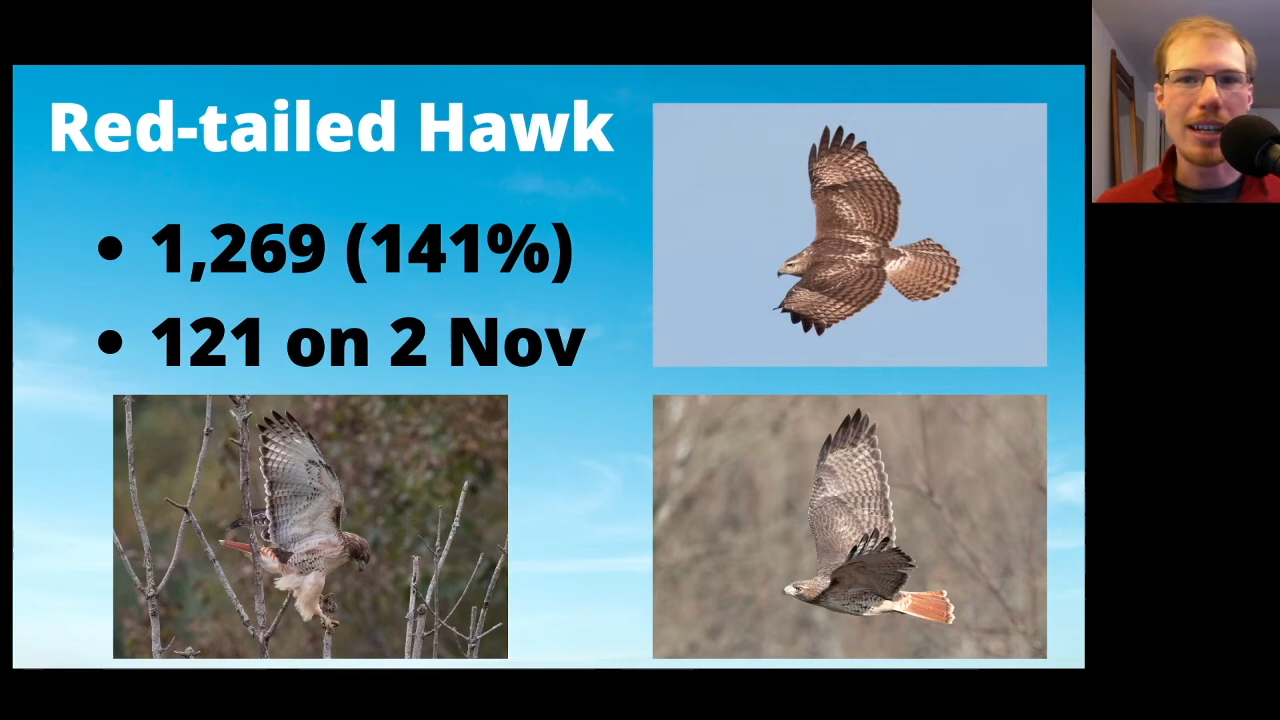 Red-tailed Hawk
• 1,269 (141%)
• 121 on 2 Nov